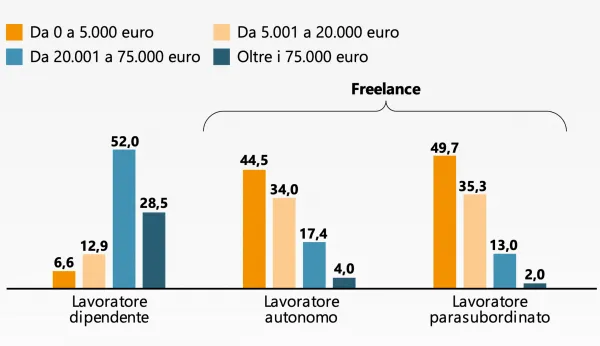 Da 0 a 5.000 euro
Da 5.001 a 20.000 euro
Da 20.001 a 75.000 euro
Oltre i 75.000 euro
Freelance
6,6
12,9
52,0
28,5
44,5
34,0
17,4
4,0
49,7
35,3
13,0
2,0
Lavoratore
dipendente
Lavoratore
autonomo
Lavoratore
parasubordinato